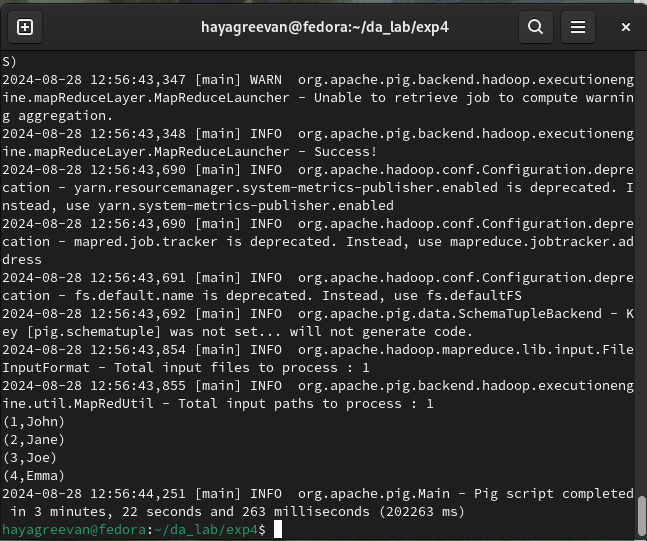 hayagreevan@fedora:~/da_lab/exp4
S)
2024-08-28 12:56:43,347 [main] WARN  org.apache.pig.backend.hadoop.executioneng
ine.mapReduceLayer.MapReduceLauncher - Unable to retrieve job to compute warnin
g aggregation.
2024-08-28 12:56:43,348 [main] INFO  org.apache.pig.backend.hadoop.executioneng
ine.mapReduceLayer.MapReduceLauncher - Success!
2024-08-28 12:56:43,690 [main] INFO  org.apache.hadoop.conf.Configuration.depre
cation - yarn.resourcemanager.system-metrics-publisher.enabled is deprecated. I
nstead, use yarn.system-metrics-publisher.enabled
2024-08-28 12:56:43,690 [main] INFO  org.apache.hadoop.conf.Configuration.depre
cation - mapred.job.tracker is deprecated. Instead, use mapreduce.jobtracker.ad
dress
2024-08-28 12:56:43,691 [main] INFO  org.apache.hadoop.conf.Configuration.depre
cation - fs.default.name is deprecated. Instead, use fs.defaultFS
2024-08-28 12:56:43,692 [main] INFO  org.apache.pig.data.SchemaTupleBackend - K
ey [pig.schematuple] was not set... will not generate code.
2024-08-28 12:56:43,854 [main] INFO  org.apache.hadoop.mapreduce.lib.input.File
InputFormat - Total input files to process : 1
2024-08-28 12:56:43,855 [main] INFO  org.apache.pig.backend.hadoop.executioneng
ine.util.MapRedUtil - Total input paths to process : 1
(1,John)
(2,Jane)
(3,Joe)
(4,Emma)
2024-08-28 12:56:44,251 [main] INFO  org.apache.pig.Main - Pig script completed
 in 3 minutes, 22 seconds and 263 milliseconds (202263 ms)
hayagreevan@fedora:~/da_lab/exp4$